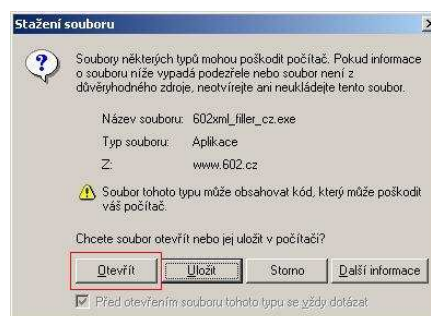 Stažení souboru
Soubory některých typů mohou poškodit počítač. Pokud informace
o souboru níže vypadá podezřele nebo soubor není z
důvěryhodného zdroje, neotvírejte ani neukládejte tento soubor.
Název souboru: 602xml_filler_cz.exe
Typ souboru: Aplikace
Z: www.602.cz
Soubor tohoto typu může obsahovat kód, který může poškodit
váš počítač.
Chcete soubor otevřít nebo jej uložit v počítači?
Otevřít Uložit Storno Další informace
Před otevřením souboru tohoto typu se vždy dotázat